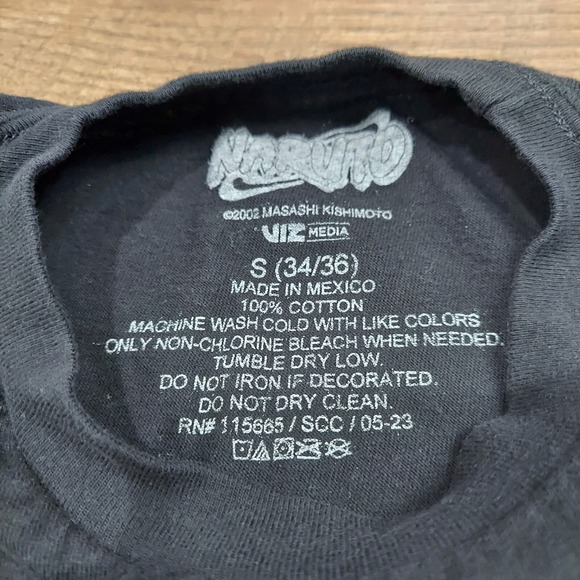 NARUTO
©2002 MASASHI KISHIMOTO
VIZ MEDIA
S (34/36)
MADE IN MEXICO
100% COTTON
MACHINE WASH COLD WITH LIKE COLORS
ONLY NON-CHLORINE BLEACH WHEN NEEDED.
TUMBLE DRY LOW.
DO NOT IRON IF DECORATED.
DO NOT DRY CLEAN.
RN# 115665 / SCC / 05-23